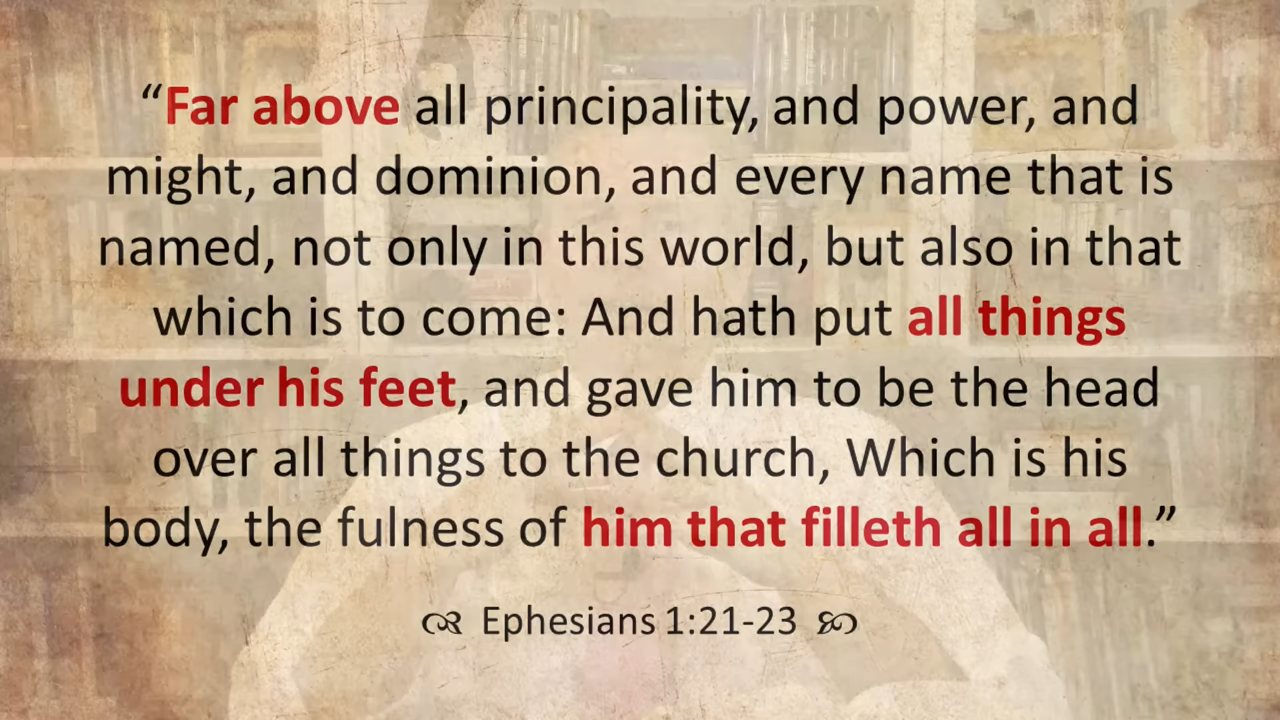 “Far above all principality, and power, and
might, and dominion, and every name that is
named, not only in this world, but also in that
which is to come: And hath put all things
under his feet, and gave him to be the head
over all things to the church, Which is his
body, the fulness of him that filleth all in all.”
Ephesians 1:21-23